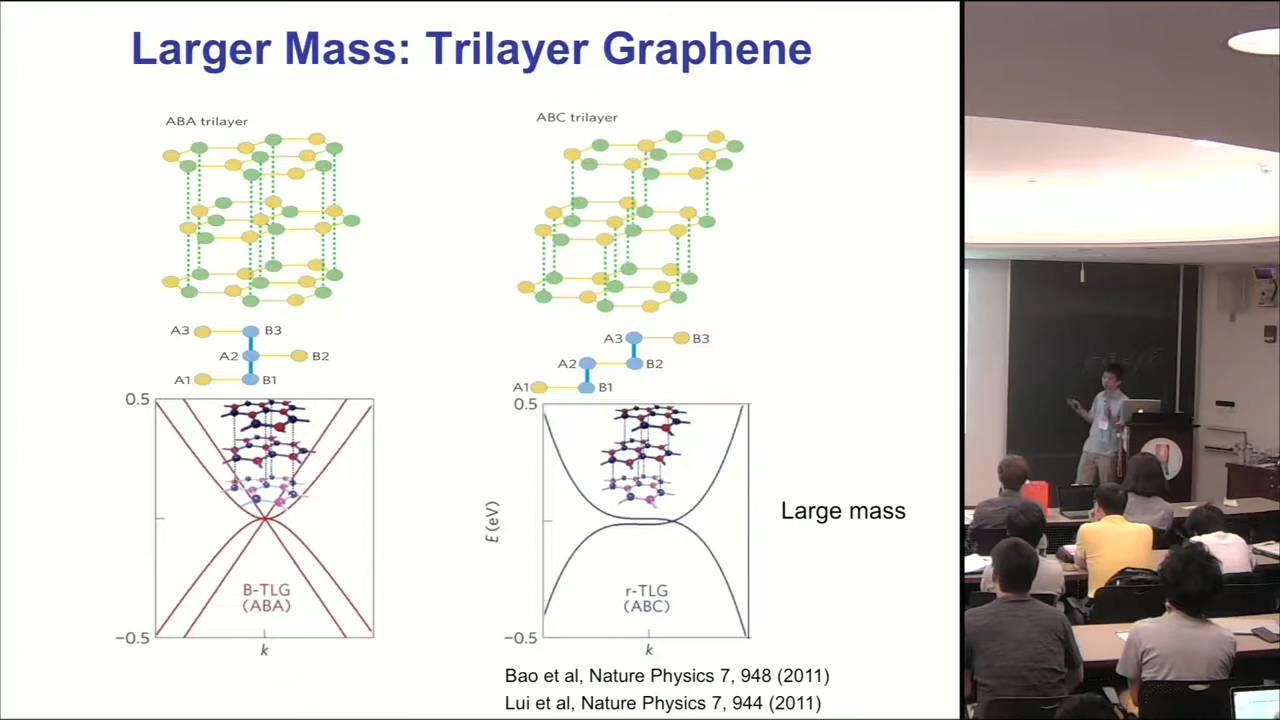 Larger Mass: Trilayer Graphene
ABA trilayer
ABC trilayer
A3 B3
A2 B2
A1 B1
A3 B3
A2 B2
A1 B1
0.5
B-TLG
(ABA)
−0.5
k
0.5
E (eV)
r-TLG
(ABC)
−0.5
k
Large mass
Bao et al, Nature Physics 7, 948 (2011)
Lui et al, Nature Physics 7, 944 (2011)